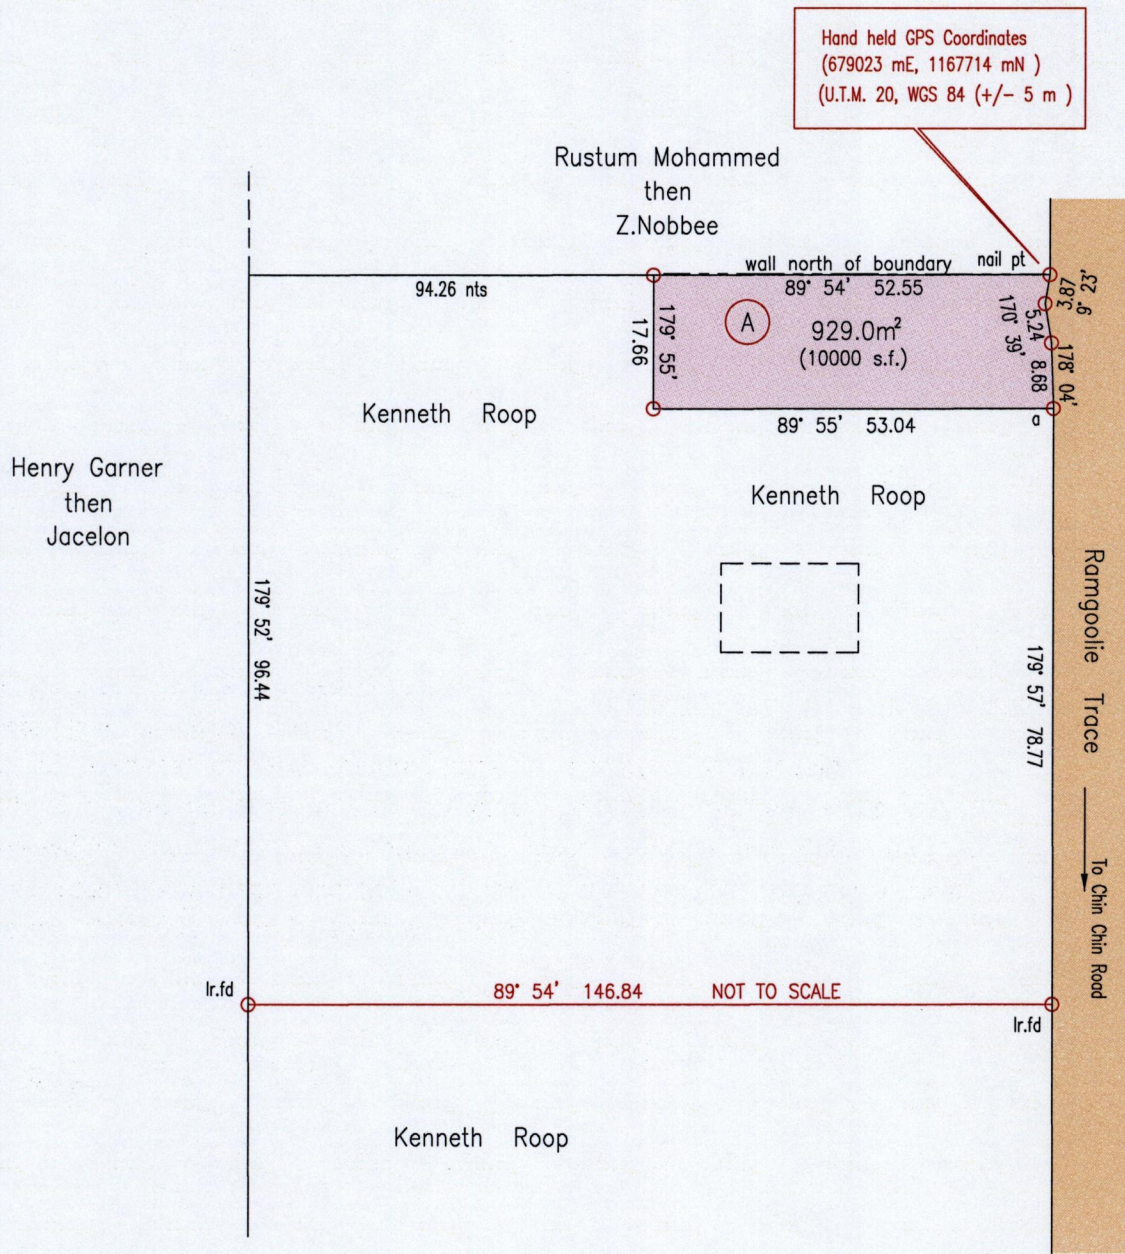 Hand held GPS Coordinates
(679023 mE, 1167714 mN )
(U.T.M. 20, WGS 84 (+/- 5 m )
Rustum Mohammed
then
Z.Nobbee
wall north of boundary
nail pt
94.26 nts
89° 54' 52.55
3.87
9° 23'
5.24
170° 39'
A
929.0m²
(10000 s.f.)
179° 55'
17.66
8.68
178° 04'
a
89° 55' 53.04
Kenneth Roop
Henry Garner
then
Jacelon
Kenneth Roop
179° 52' 96.44
179° 57' 78.77
Ramgoolie Trace
To Chin Chin Road
Ir.fd
89° 54' 146.84 NOT TO SCALE
Ir.fd
Kenneth Roop